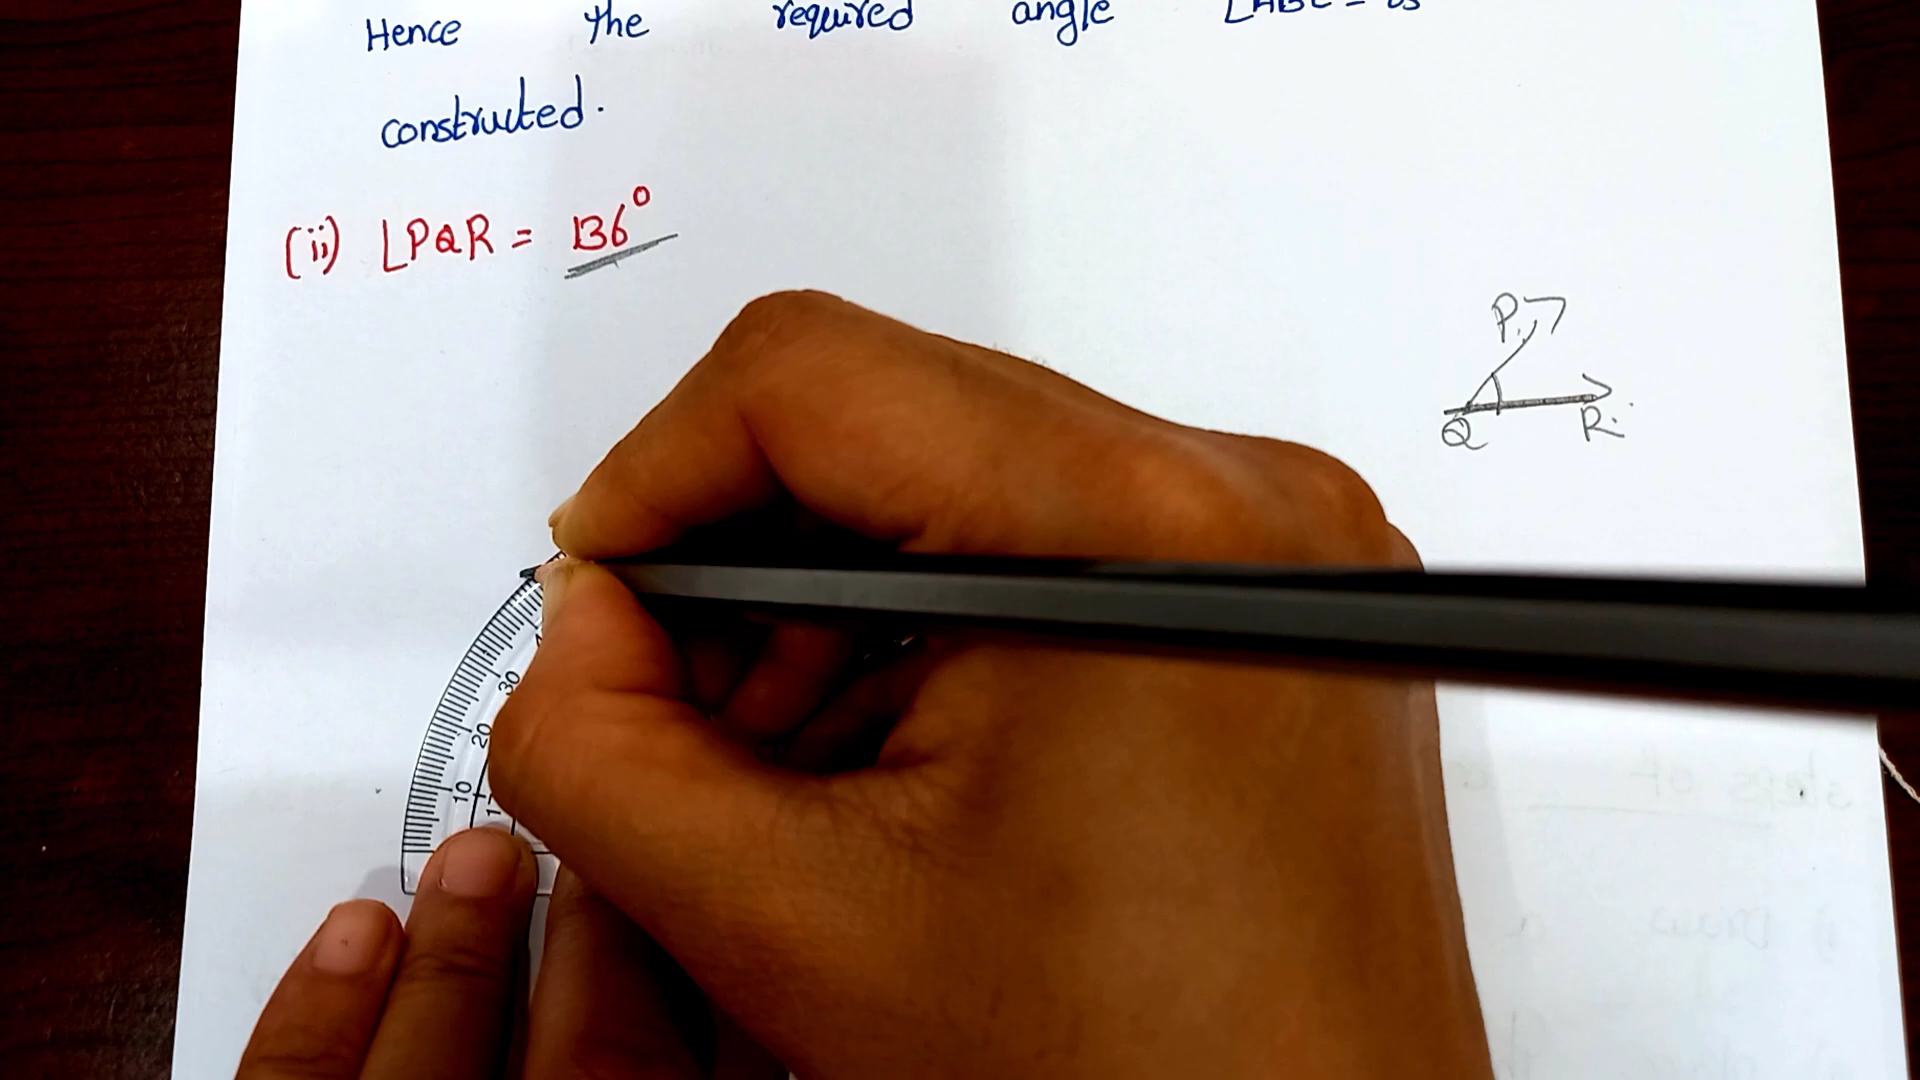 Hence the required angle
constructed.
(ii) ∠PQR = 136°
P
Q R
30
20
10